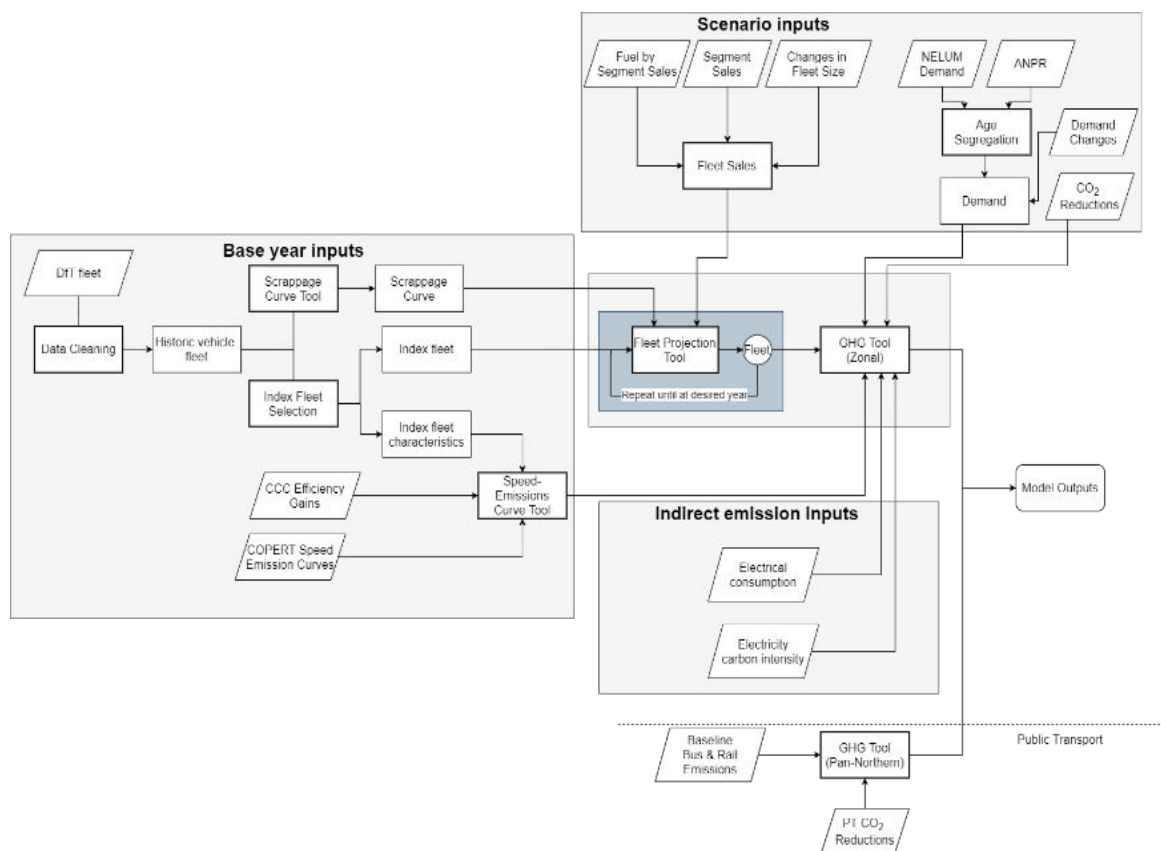 Scenario inputs
Fuel by
Segment Sales
Segment
Sales
Changes in
Fleet Size
NELUM
Demand
ANPR
Age
Segregation
Demand
Changes
Fleet Sales
Demand
CO2
Reductions
Base year inputs
DfT fleet
Scrappage
Curve Tool
Scrappage
Curve
Data Cleaning
Historic vehicle
fleet
Index fleet
Index Fleet
Selection
Index fleet
characteristics
CCC Efficiency
Gains
Speed-
Emissions
Curve Tool
COPERT Speed
Emission Curves
Fleet Projection
Tool
Fleet
GHG Tool
(Zonal)
Repeat until at desired year
Model Outputs
Indirect emission inputs
Electrical
consumption
Electricity
carbon intensity
Public Transport
Baseline
Bus & Rail
Emissions
GHG Tool
(Pan-Northern)
PT CO2
Reductions